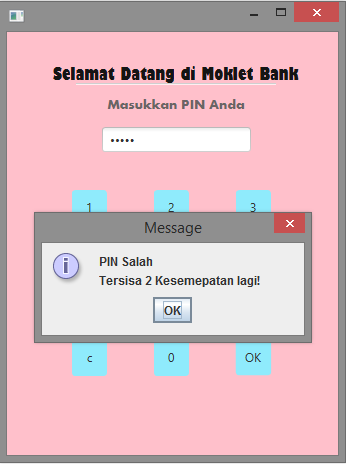 Selamat Datang di Moklet Bank
Masukkan PIN Anda
•••••
1 2 3
Message
PIN Salah
Tersisa 2 Kesemepatan lagi!
OK
c 0 OK